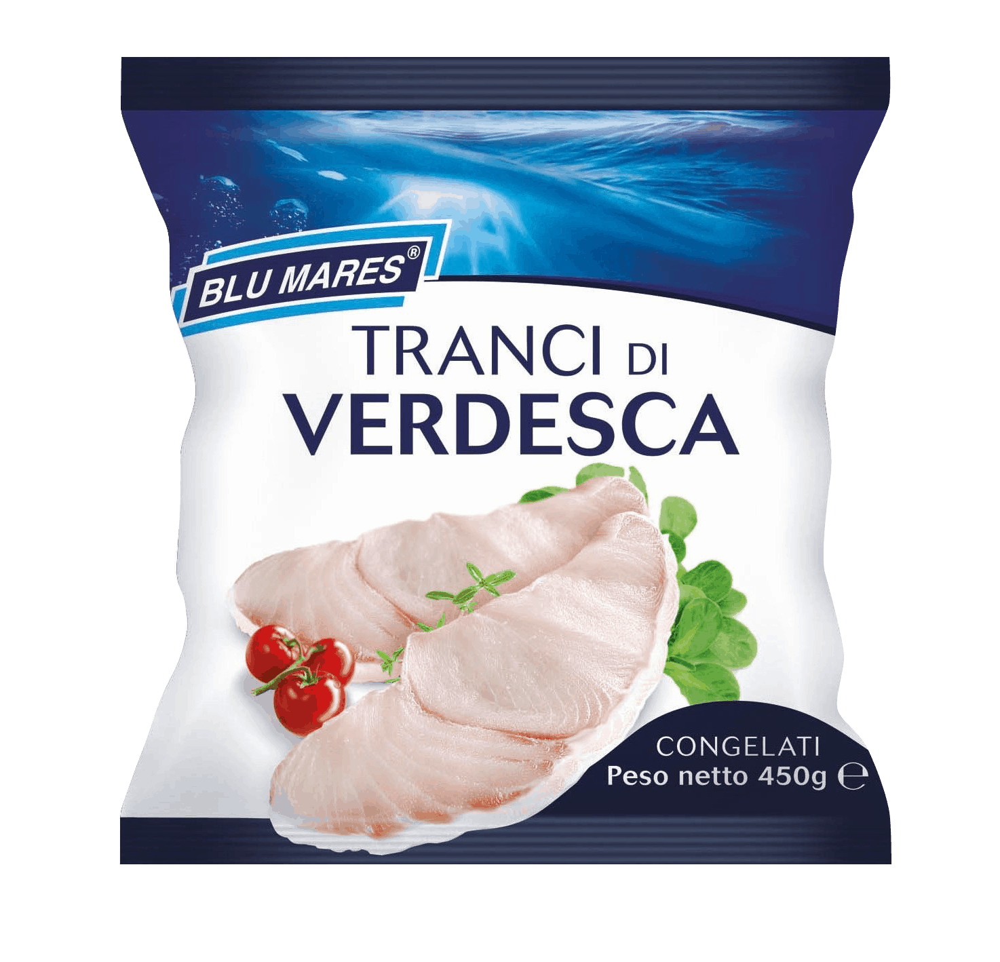 BLU MARES®
TRANCI DI
VERDESCA
CONGELATI
Peso netto 450g ℮